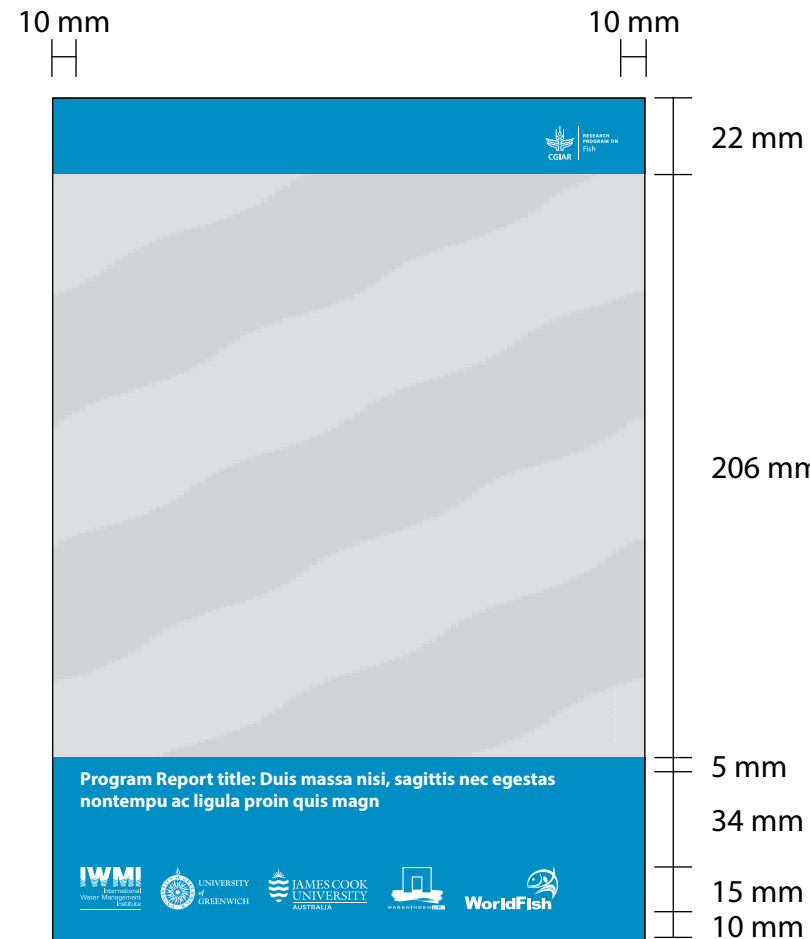 10 mm
10 mm
22 mm
CGIAR
RESEARCH
PROGRAM ON
Fish
206 mm
5 mm
Program Report title: Duis massa nisi, sagittis nec egestas
nontempu ac ligula proin quis magn
34 mm
IWMI
International
Water Management
Institute
UNIVERSITY
of
GREENWICH
JAMES COOK
UNIVERSITY
AUSTRALIA
WAGENINGEN UR
WorldFish
15 mm
10 mm